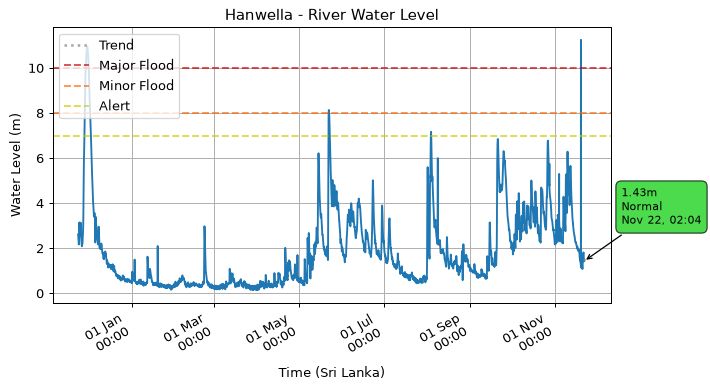 Hanwella - River Water Level
Trend
Major Flood
Minor Flood
Alert
10
8
6
4
2
0
Water Level (m)
1.43m
Normal
Nov 22, 02:04
01 Jan
00:00
01 Mar
00:00
01 May
00:00
01 Jul
00:00
01 Sep
00:00
01 Nov
00:00
Time (Sri Lanka)